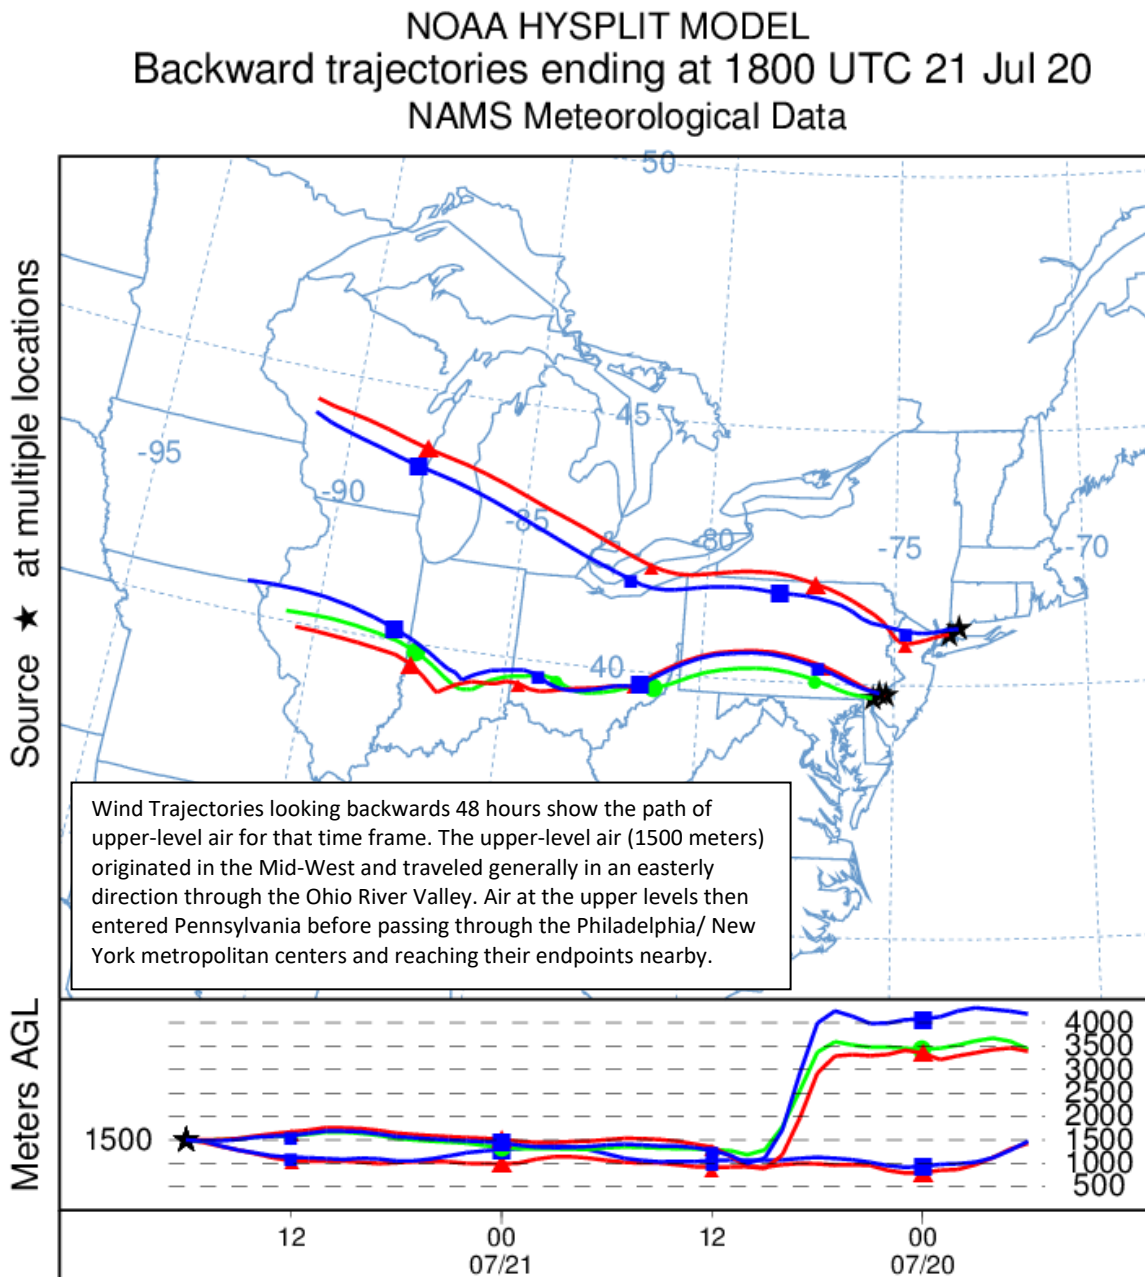 NOAA HYSPLIT MODEL
Backward trajectories ending at 1800 UTC 21 Jul 20
NAMS Meteorological Data
Source ★ at multiple locations
50
45
-95
-90
-85
-80
-75
-70
40
Wind Trajectories looking backwards 48 hours show the path of
upper-level air for that time frame. The upper-level air (1500 meters)
originated in the Mid-West and traveled generally in an easterly
direction through the Ohio River Valley. Air at the upper levels then
entered Pennsylvania before passing through the Philadelphia/ New
York metropolitan centers and reaching their endpoints nearby.
Meters AGL
1500
4000
3500
3000
2500
2000
1500
1000
500
12 00 12 00
07/21 07/20